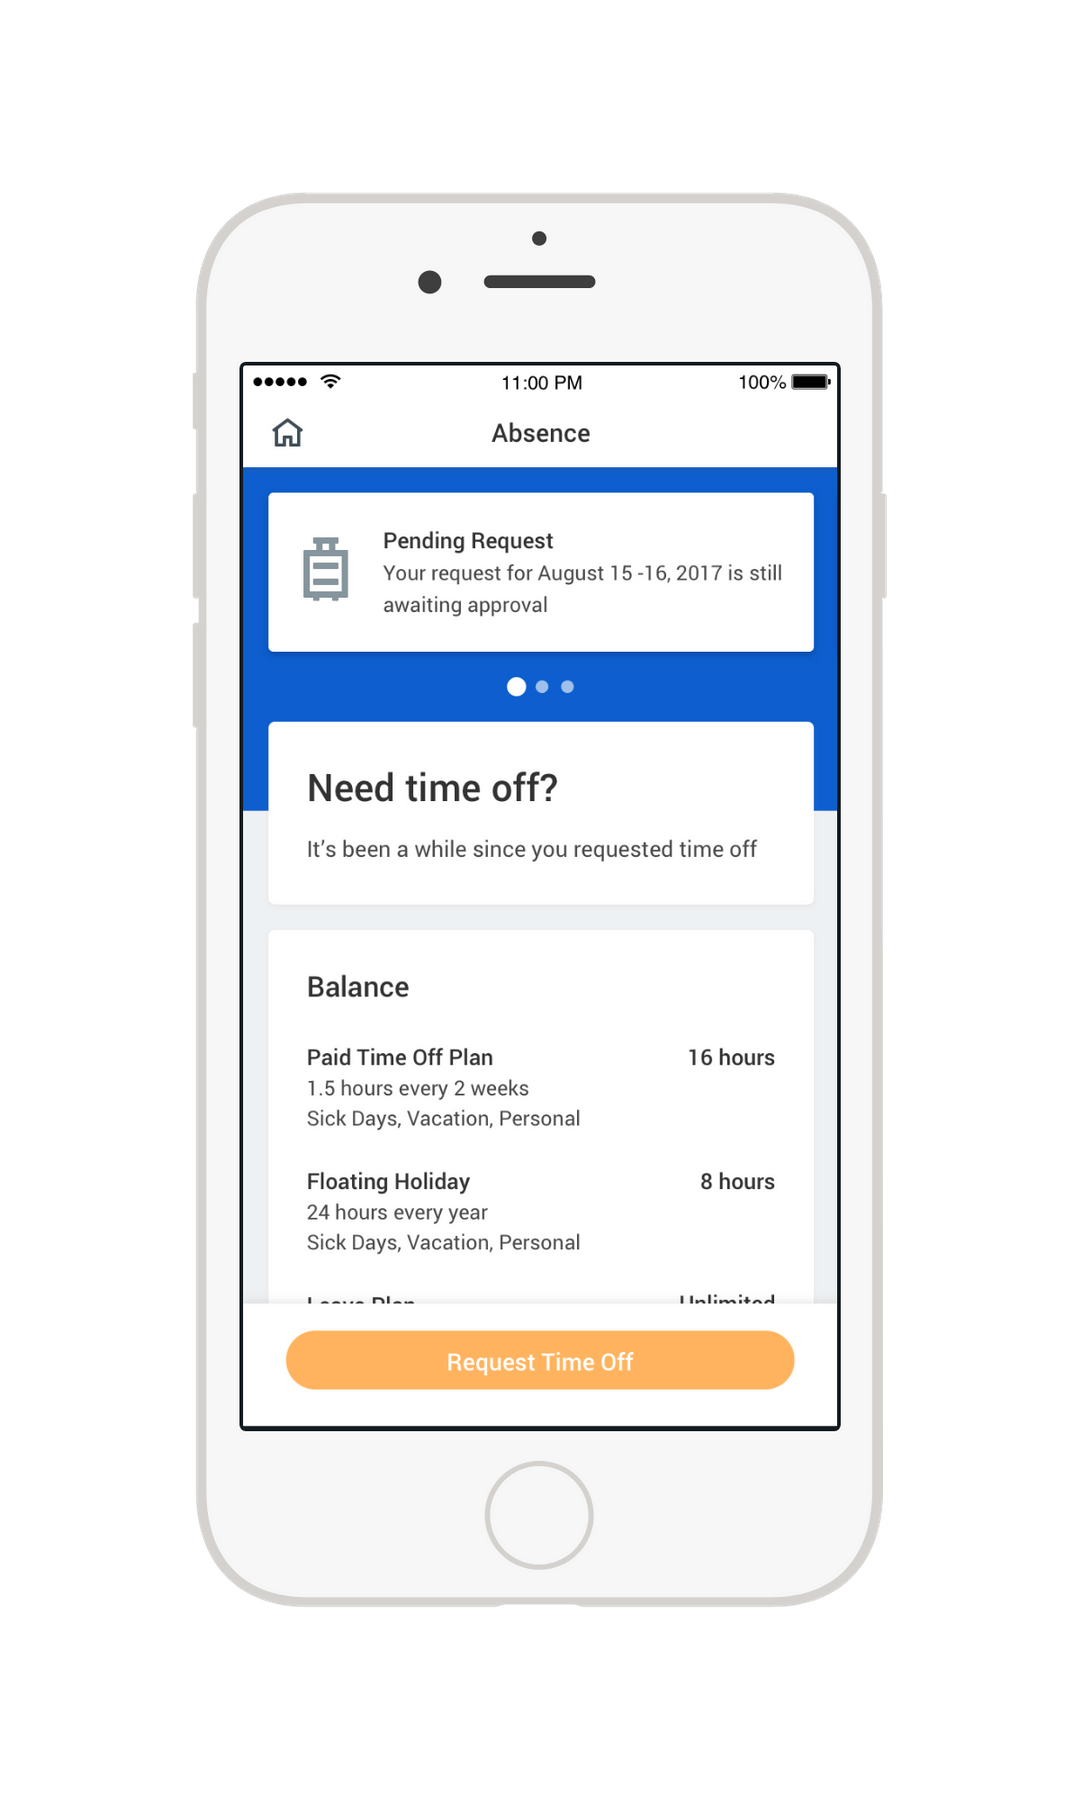 11:00 PM
100%
Absence
Pending Request
Your request for August 15 -16, 2017 is still
awaiting approval
Need time off?
It’s been a while since you requested time off
Balance
Paid Time Off Plan 16 hours
1.5 hours every 2 weeks
Sick Days, Vacation, Personal
Floating Holiday 8 hours
24 hours every year
Sick Days, Vacation, Personal
Leave Plan Unlimited
Request Time Off